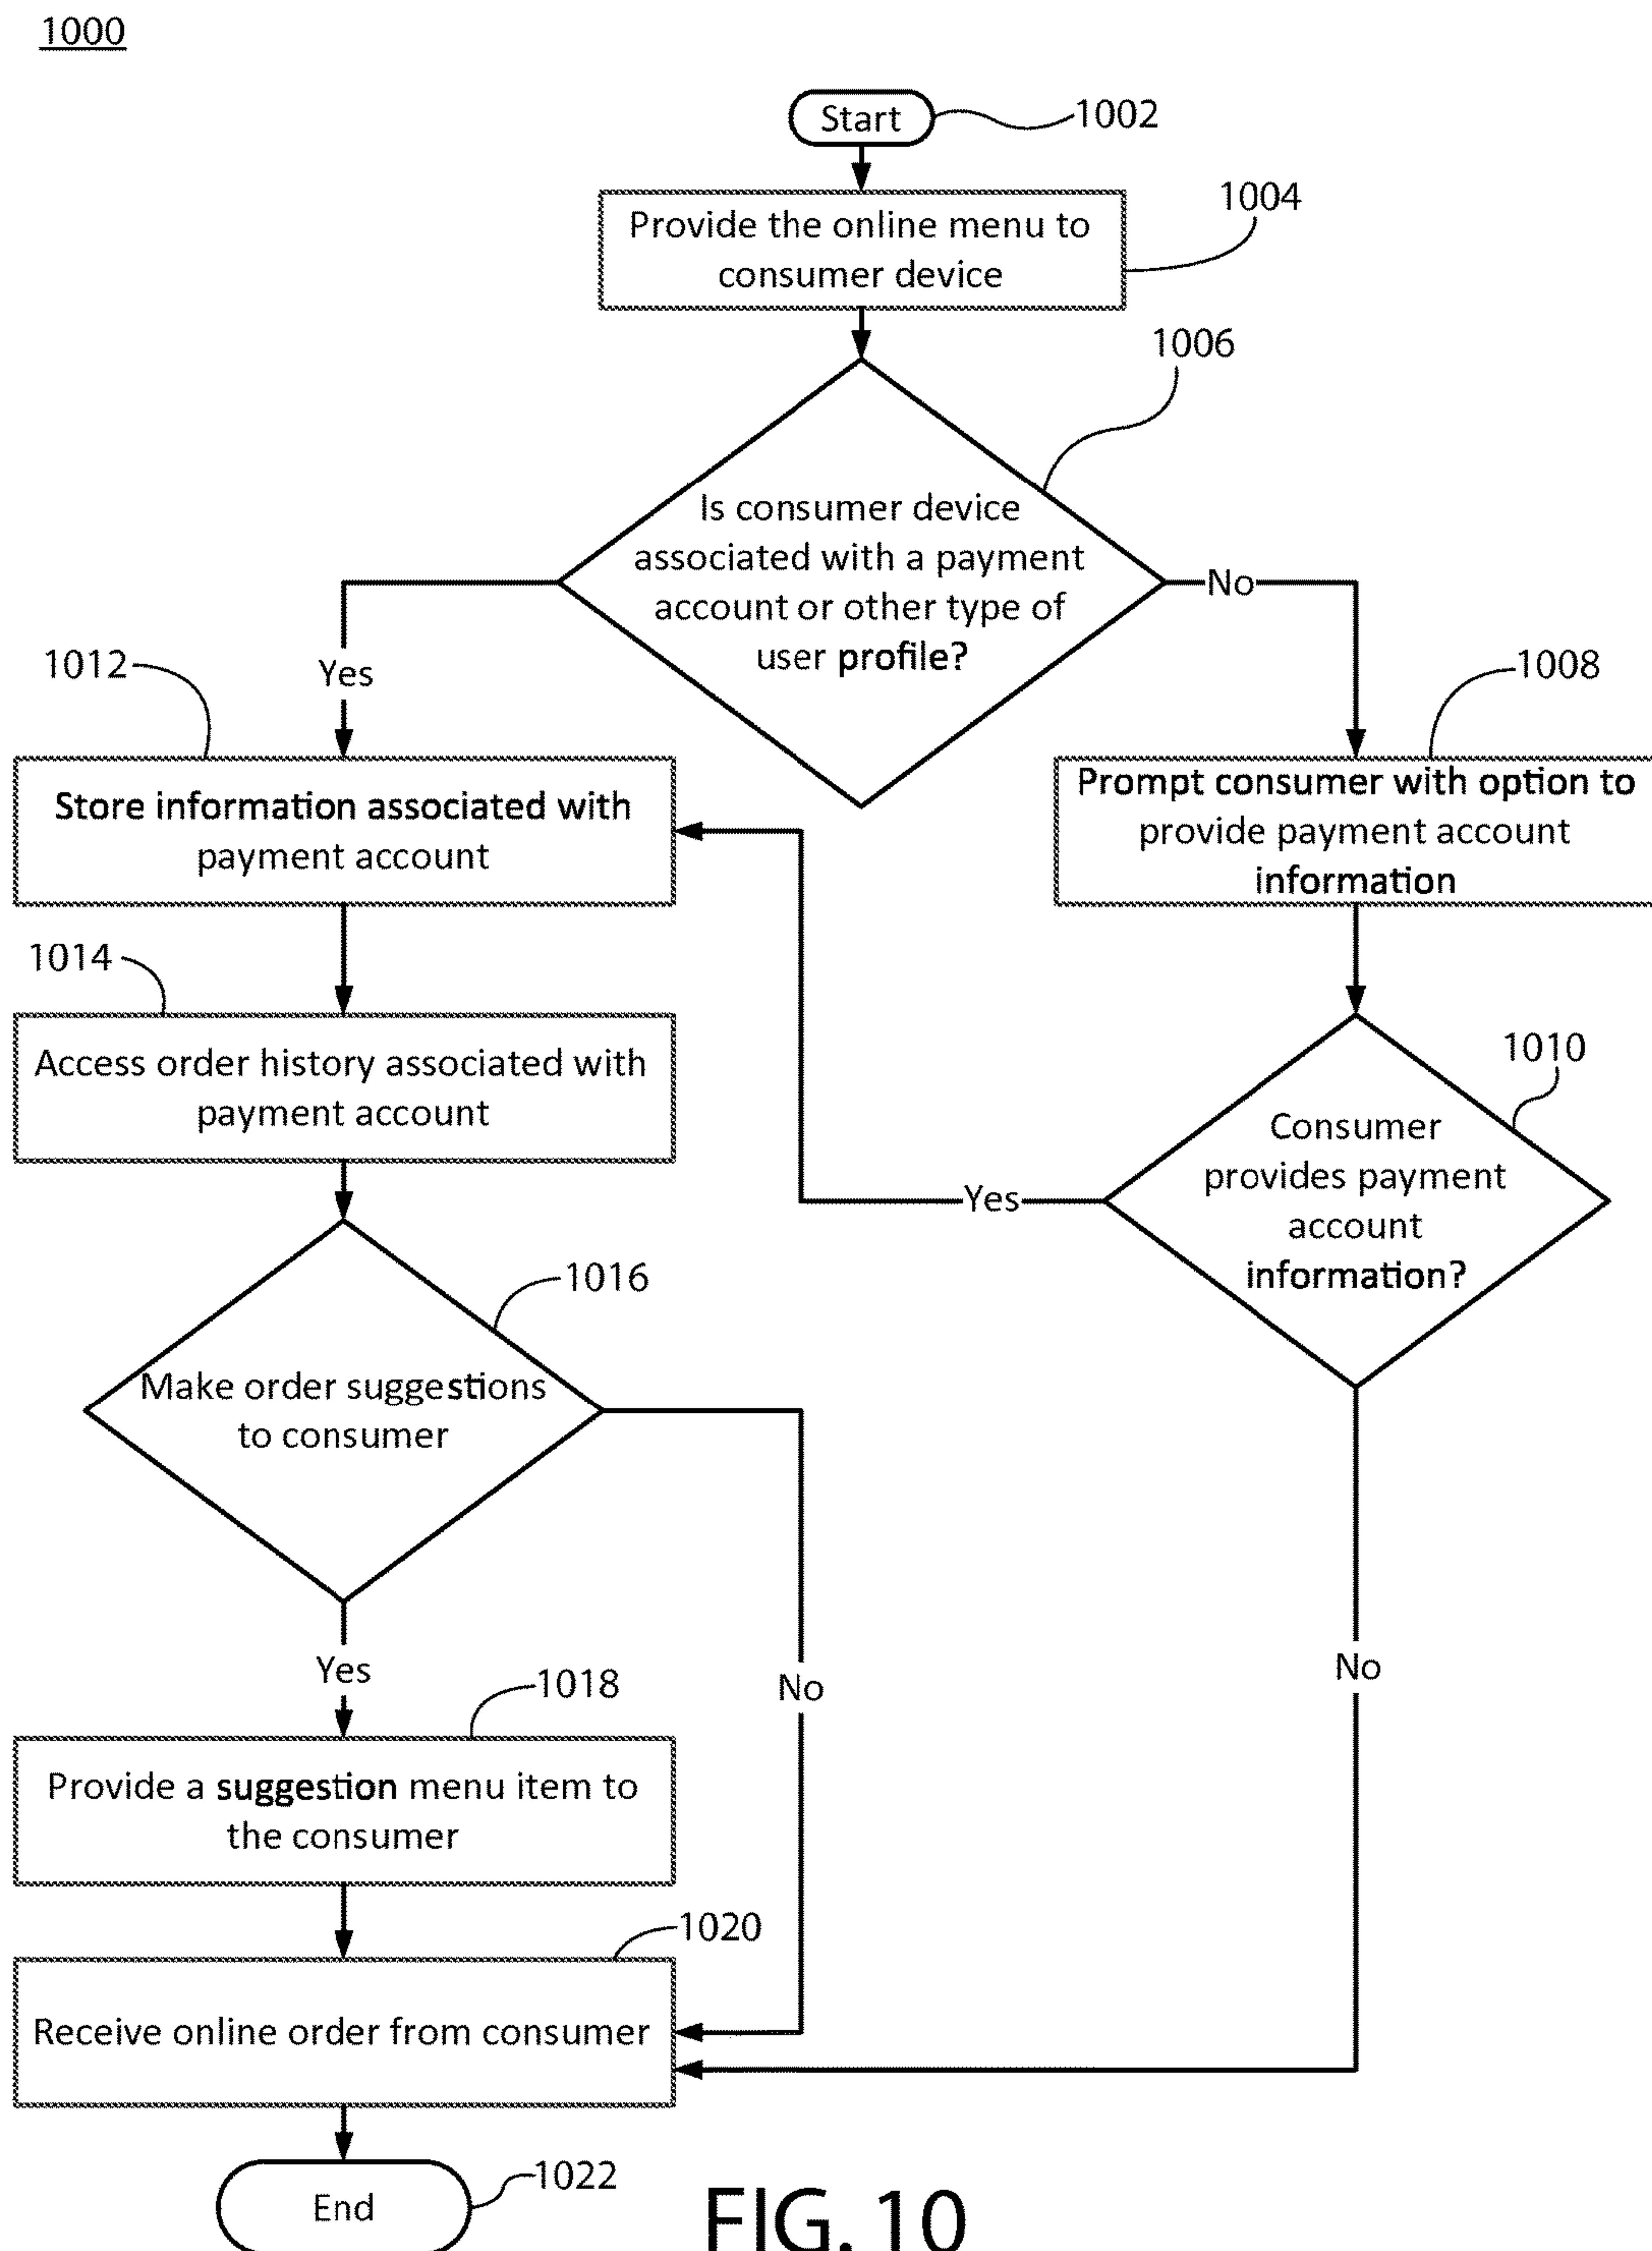 1000
Start
1002
1004
Provide the online menu to
consumer device
1006
Is consumer device
associated with a payment
account or other type of
user profile?
No
Yes
1012
1008
Store information associated with
payment account
Prompt consumer with option to
provide payment account
information
1014
Access order history associated with
payment account
1010
Consumer
provides payment
account
information?
Yes
1016
Make order suggestions
to consumer
Yes
No
No
1018
Provide a suggestion menu item to
the consumer
1020
Receive online order from consumer
End
1022
FIG. 10